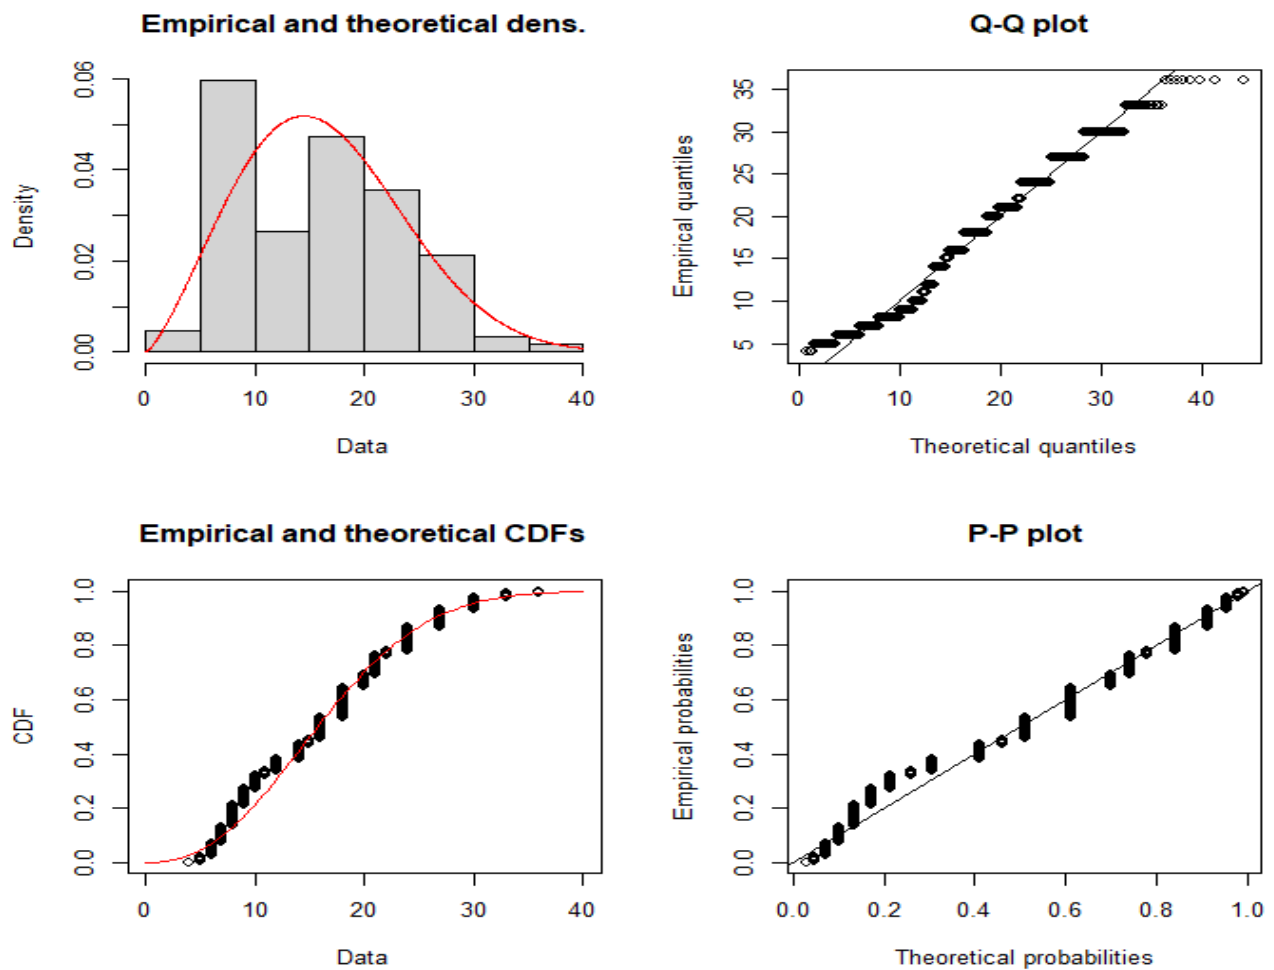 Empirical and theoretical dens.
Density
0.00 0.02 0.04 0.06
0 10 20 30 40
Data
Q-Q plot
Empirical quantiles
5 10 15 20 25 30 35
0 10 20 30 40
Theoretical quantiles
Empirical and theoretical CDFs
CDF
0.0 0.2 0.4 0.6 0.8 1.0
0 10 20 30 40
Data
P-P plot
Empirical probabilities
0.0 0.2 0.4 0.6 0.8 1.0
0.0 0.2 0.4 0.6 0.8 1.0
Theoretical probabilities